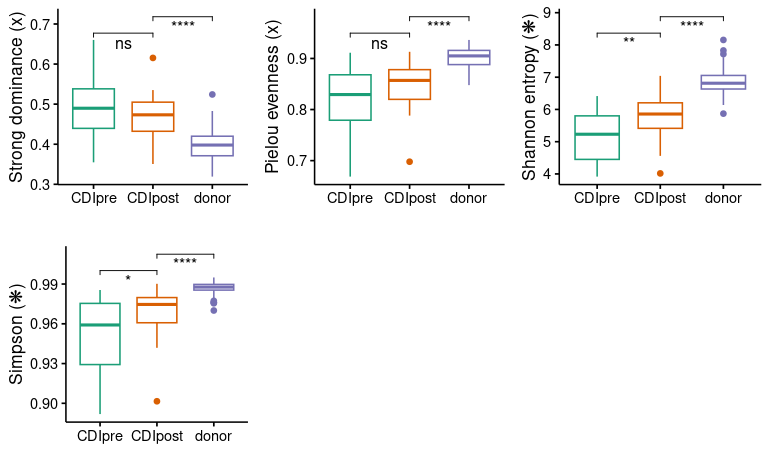 Strong dominance (x)
0.7
0.6
0.5
0.4
0.3
ns
****
CDIpre CDIpost donor
Pielou evenness (x)
0.9
0.8
0.7
ns
****
CDIpre CDIpost donor
Shannon entropy (❋)
9
8
7
6
5
4
**
****
CDIpre CDIpost donor
Simpson (❋)
0.99
0.96
0.93
0.90
*
****
CDIpre CDIpost donor